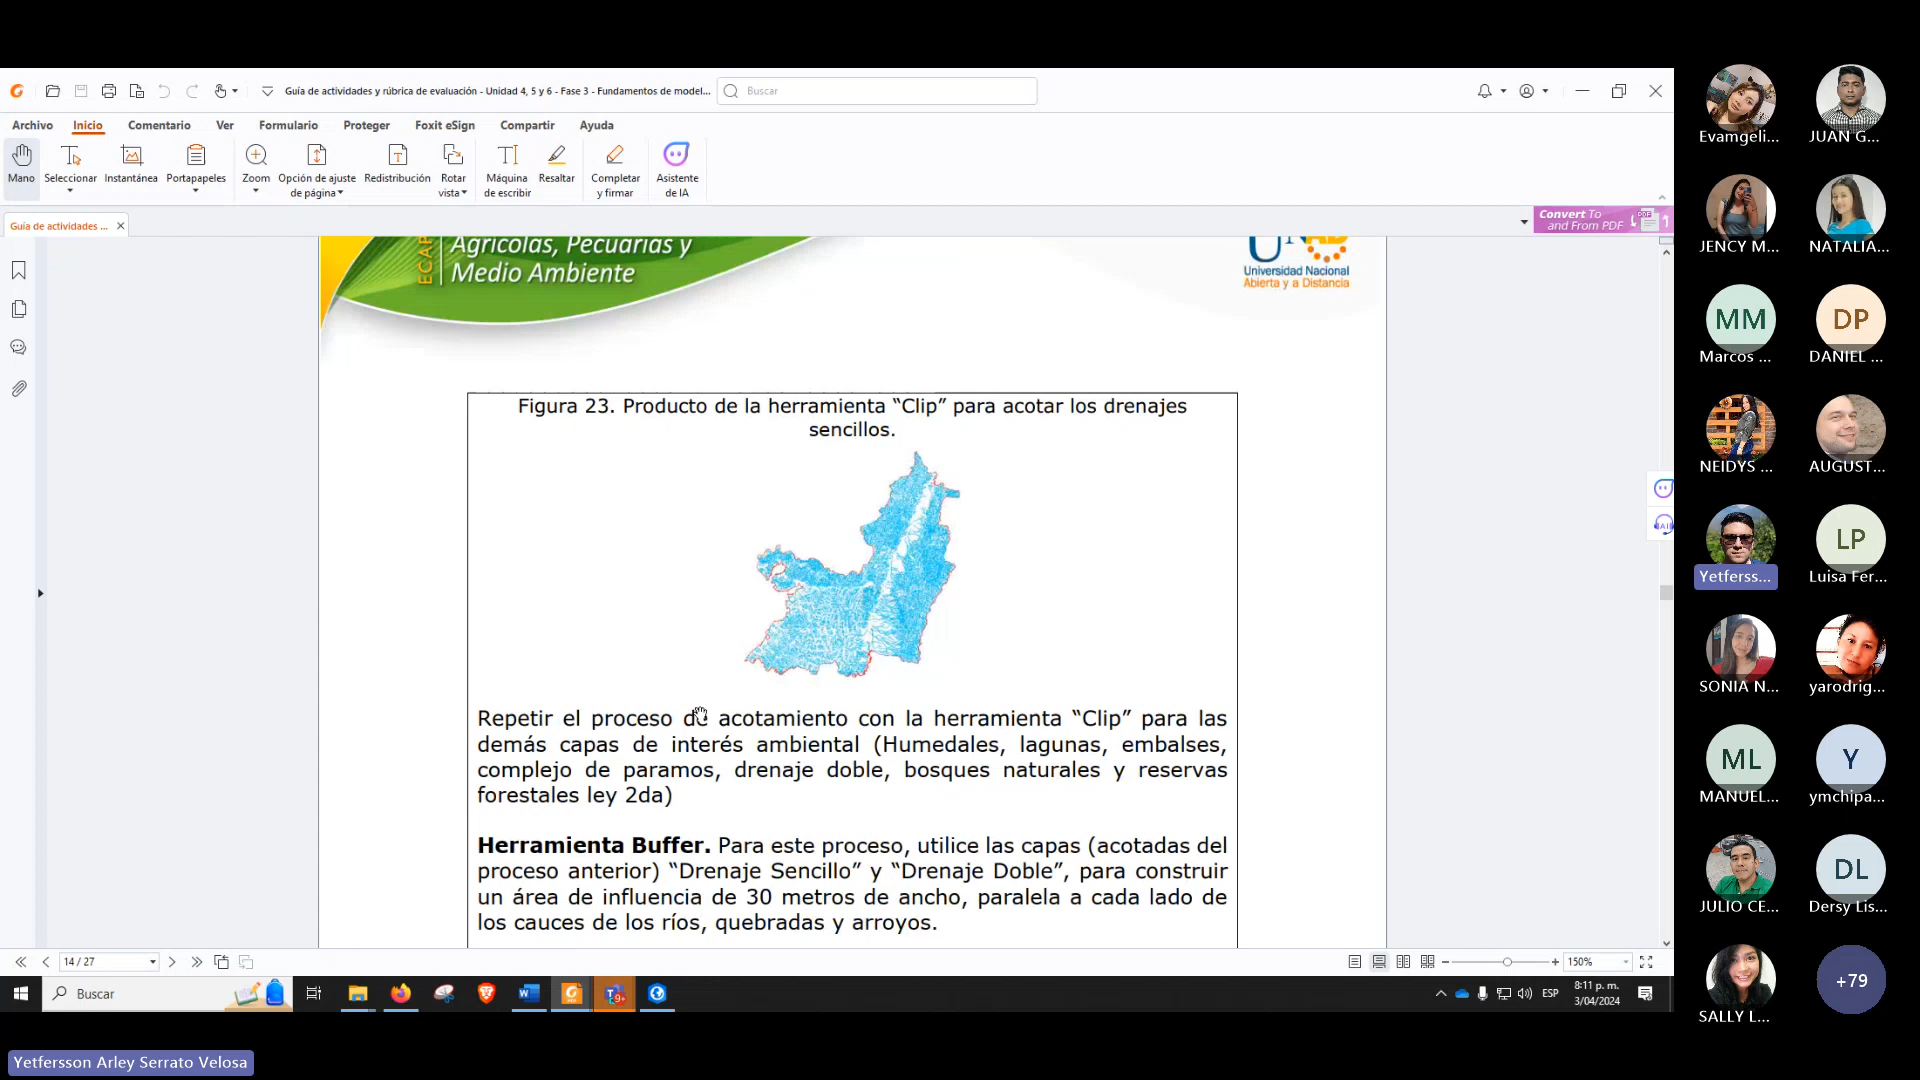 Guía de actividades y rúbrica de evaluación - Unidad 4, 5 y 6 - Fase 3 - Fundamentos de model...
Buscar
Archivo
Inicio
Comentario
Ver
Formulario
Proteger
Foxit eSign
Compartir
Ayuda
Mano
Seleccionar
Instantánea
Portapapeles
Zoom
Opción de ajuste
de página
Redistribución
Rotar
vista
Máquina
de escribir
Resaltar
Completar
y firmar
Asistente
de IA
Guía de actividades ...
Convert To
and From PDF
PDF
ECAP
Agrícolas, Pecuarias y
Medio Ambiente
UNAD
Universidad Nacional
Abierta y a Distancia
Figura 23. Producto de la herramienta “Clip” para acotar los drenajes
sencillos.
Repetir el proceso de acotamiento con la herramienta “Clip” para las
demás capas de interés ambiental (Humedales, lagunas, embalses,
complejo de paramos, drenaje doble, bosques naturales y reservas
forestales ley 2da)
Herramienta Buffer. Para este proceso, utilice las capas (acotadas del
proceso anterior) “Drenaje Sencillo” y “Drenaje Doble”, para construir
un área de influencia de 30 metros de ancho, paralela a cada lado de
los cauces de los ríos, quebradas y arroyos.
14 / 27
150%
Buscar
9+
ESP
8:11 p. m.
3/04/2024
Evangeli...
JUAN G...
JENCY M...
NATALIA...
MM
Marcos ...
DP
DANIEL ...
NEIDYS ...
AUGUST...
Yetferss...
LP
Luisa Fer...
SONIA N...
yarodrig...
ML
MANUEL...
Y
ymchipa...
JULIO CE...
DL
Dersy Lis...
SALLY L...
+79
Yetfersson Arley Serrato Velosa